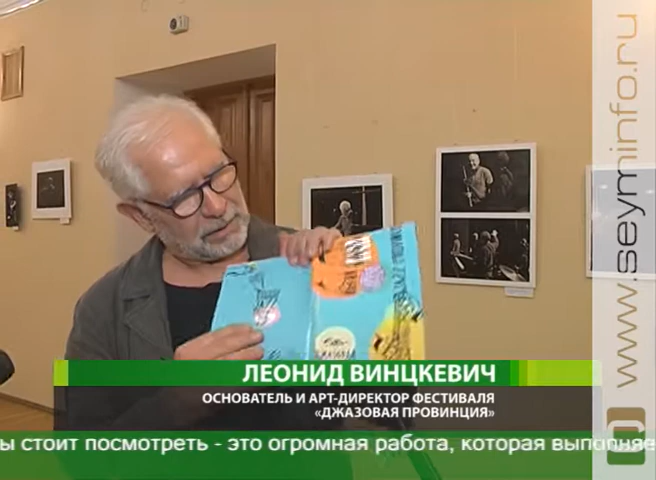 ЛЕОНИД ВИНЦКЕВИЧ
ОСНОВАТЕЛЬ И АРТ-ДИРЕКТОР ФЕСТИВАЛЯ
«ДЖАЗОВАЯ ПРОВИНЦИЯ»
ы стоит посмотреть - это огромная работа, которая выполняе
www.seyminfo.ru